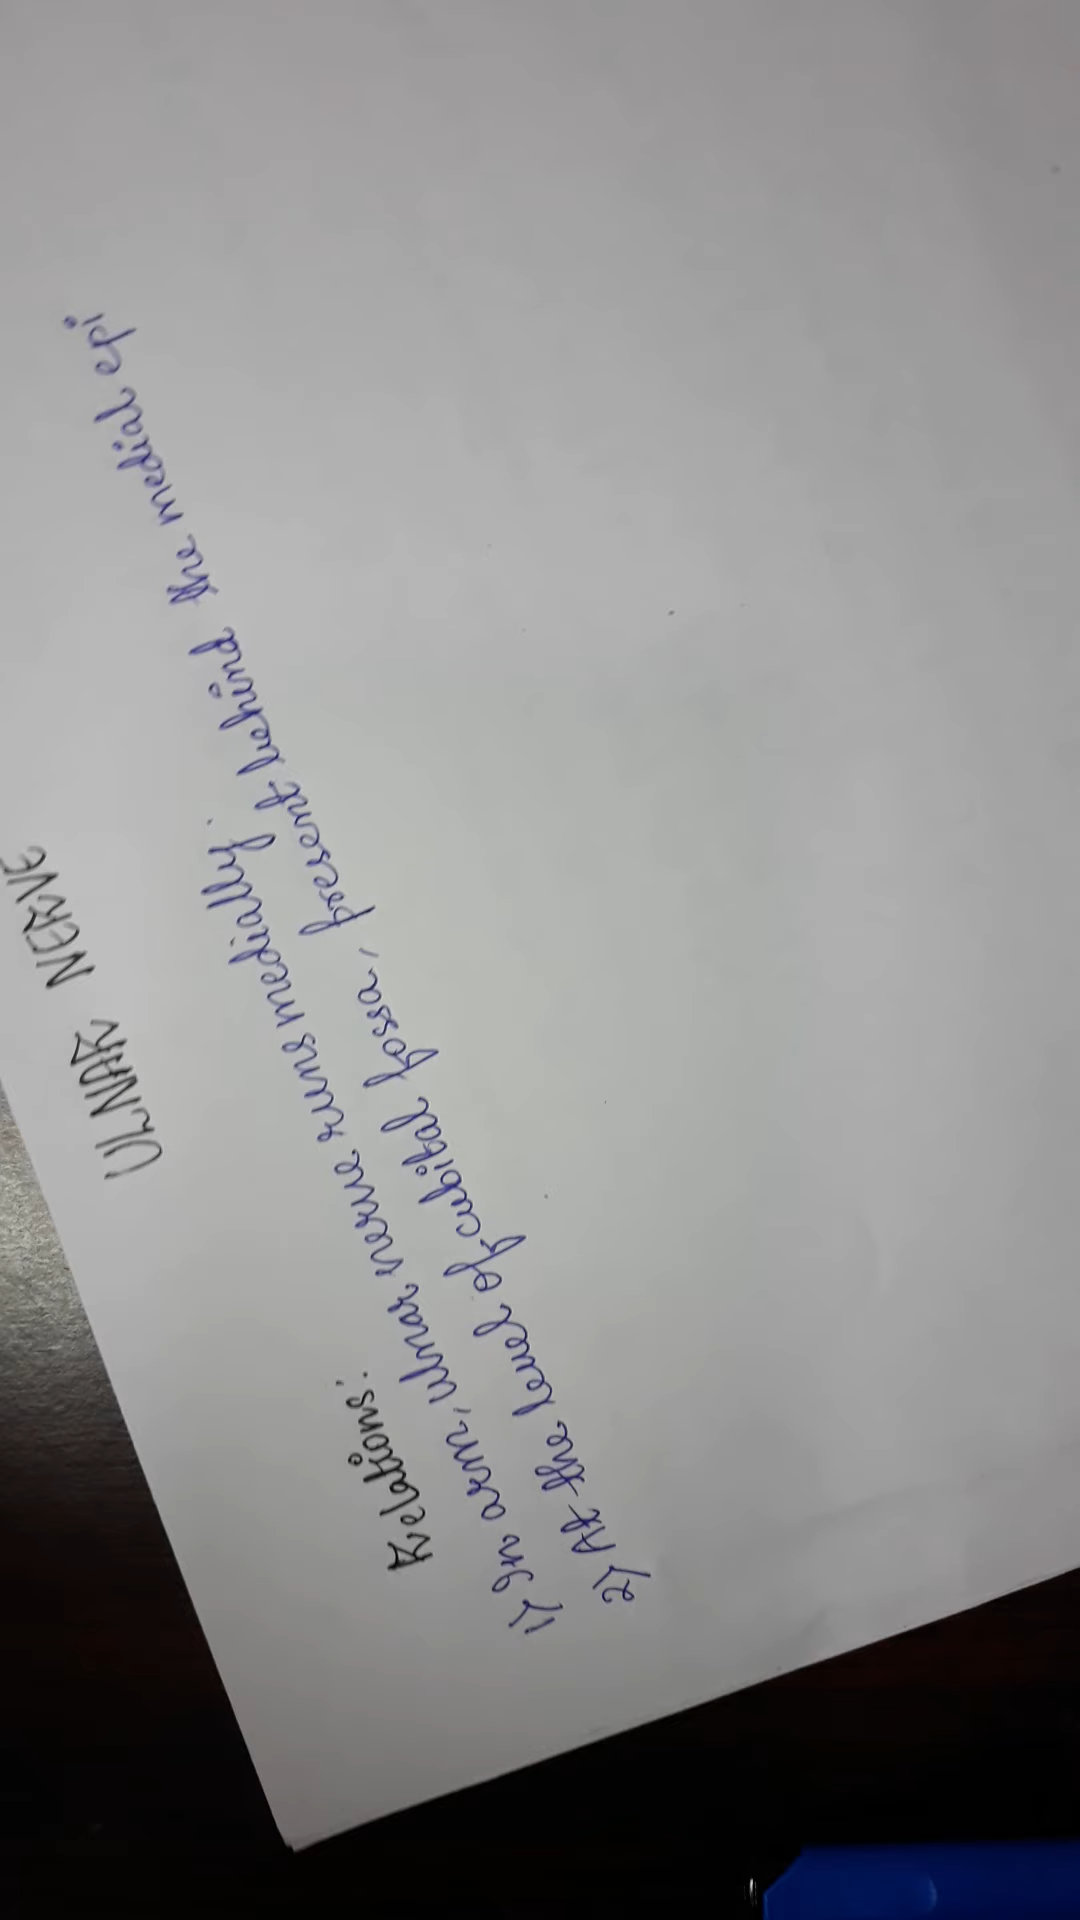 ULNAR NERVE
Relations:
1) In arm, ulnar nerve runs medially.
2) At the level of cubital fossa, present behind the medial epi